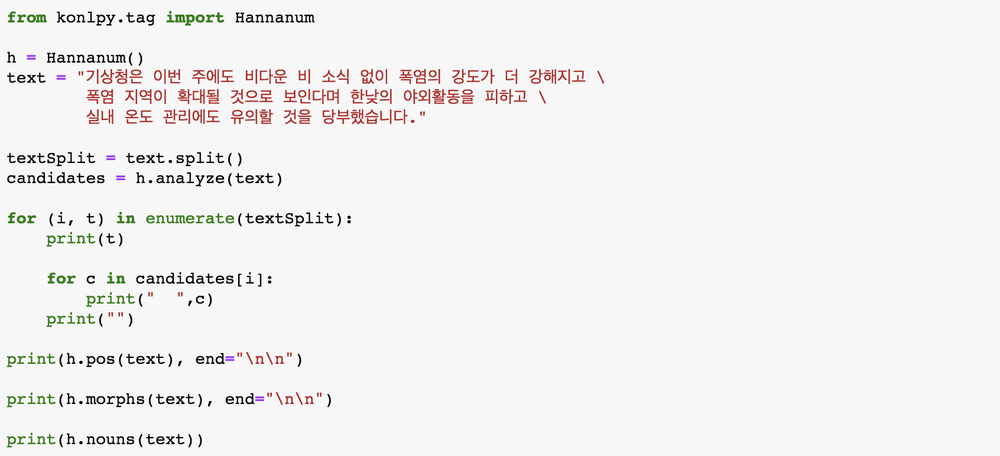 from konlpy.tag import Hannanum
h = Hannanum()
text = "기상청은 이번 주에도 비다운 비 소식 없이 폭염의 강도가 더 강해지고 \
폭염 지역이 확대될 것으로 보인다며 한낮의 야외활동을 피하고 \
실내 온도 관리에도 유의할 것을 당부했습니다."
textSplit = text.split()
candidates = h.analyze(text)
for (i, t) in enumerate(textSplit):
    print(t)
    for c in candidates[i]:
        print("  ",c)
    print("")
print(h.pos(text), end="\n\n")
print(h.morphs(text), end="\n\n")
print(h.nouns(text))